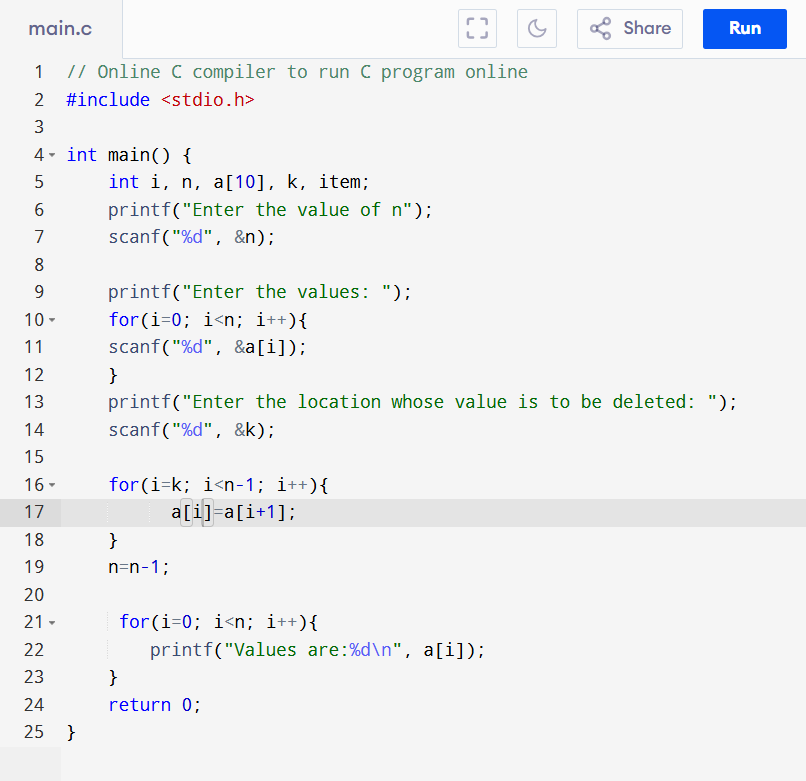 main.c
Share
Run
1 // Online C compiler to run C program online
2 #include <stdio.h>
3
4 int main() {
5 int i, n, a[10], k, item;
6 printf("Enter the value of n");
7 scanf("%d", &n);
8
9 printf("Enter the values: ");
10 for(i=0; i<n; i++){
11 scanf("%d", &a[i]);
12 }
13 printf("Enter the location whose value is to be deleted: ");
14 scanf("%d", &k);
15
16 for(i=k; i<n-1; i++){
17 a[i]=a[i+1];
18 }
19 n=n-1;
20
21 for(i=0; i<n; i++){
22 printf("Values are:%d\n", a[i]);
23 }
24 return 0;
25 }